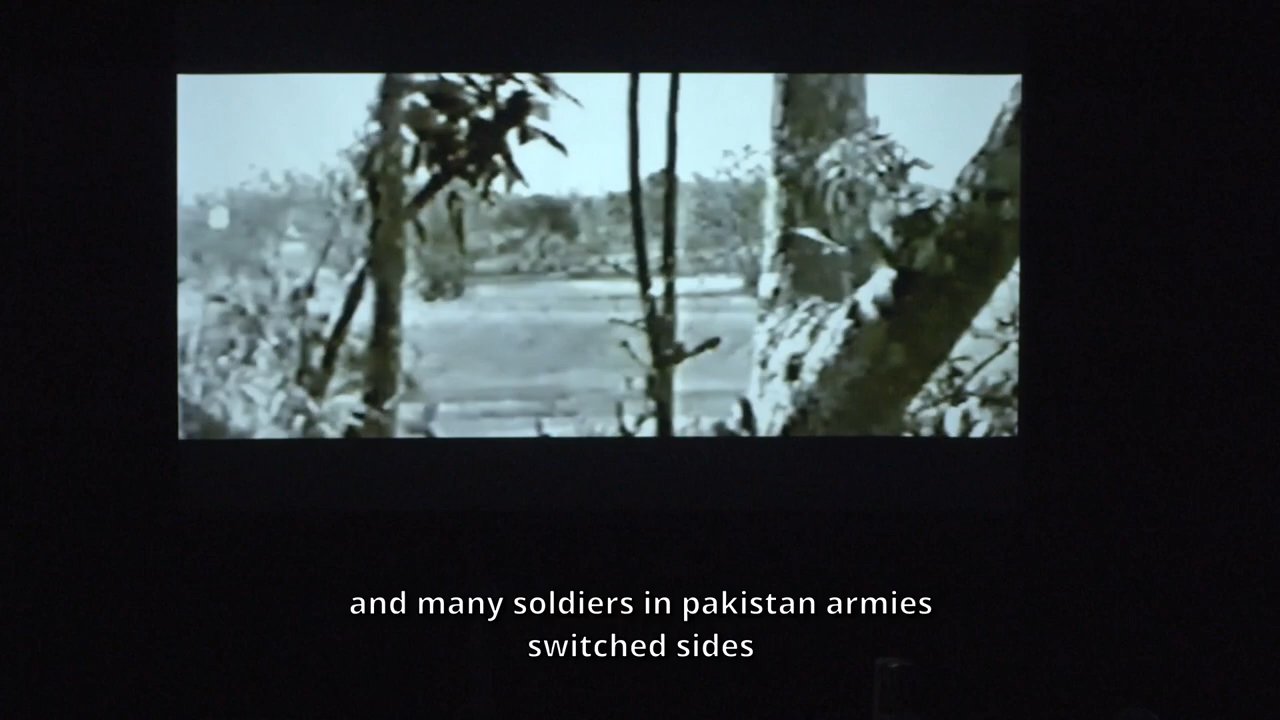 and many soldiers in pakistan armies
switched sides